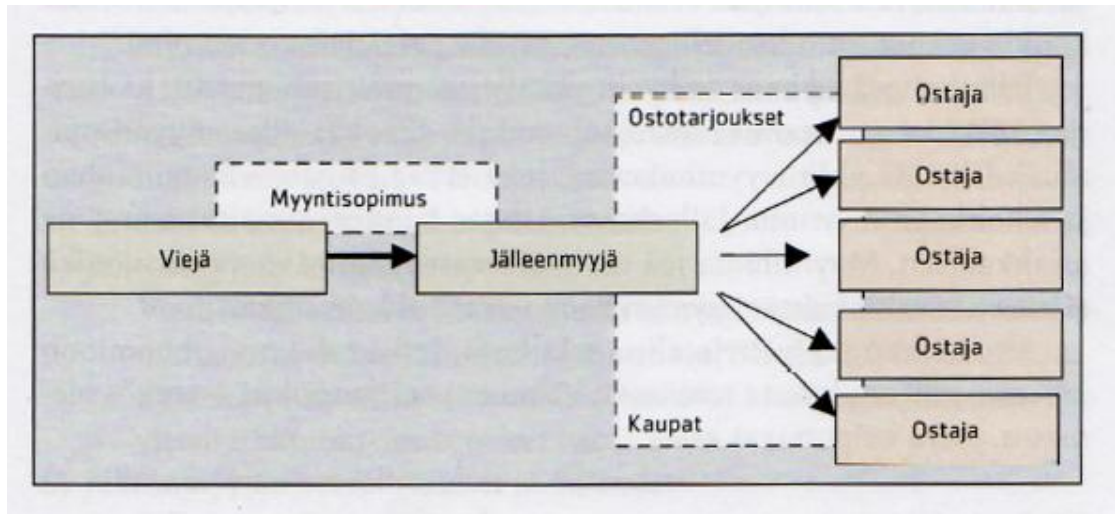 Ostaja
Ostotarjoukset
Ostaja
Myyntisopimus
Viejä
Jälleenmyyjä
Ostaja
Ostaja
Kaupat
Ostaja